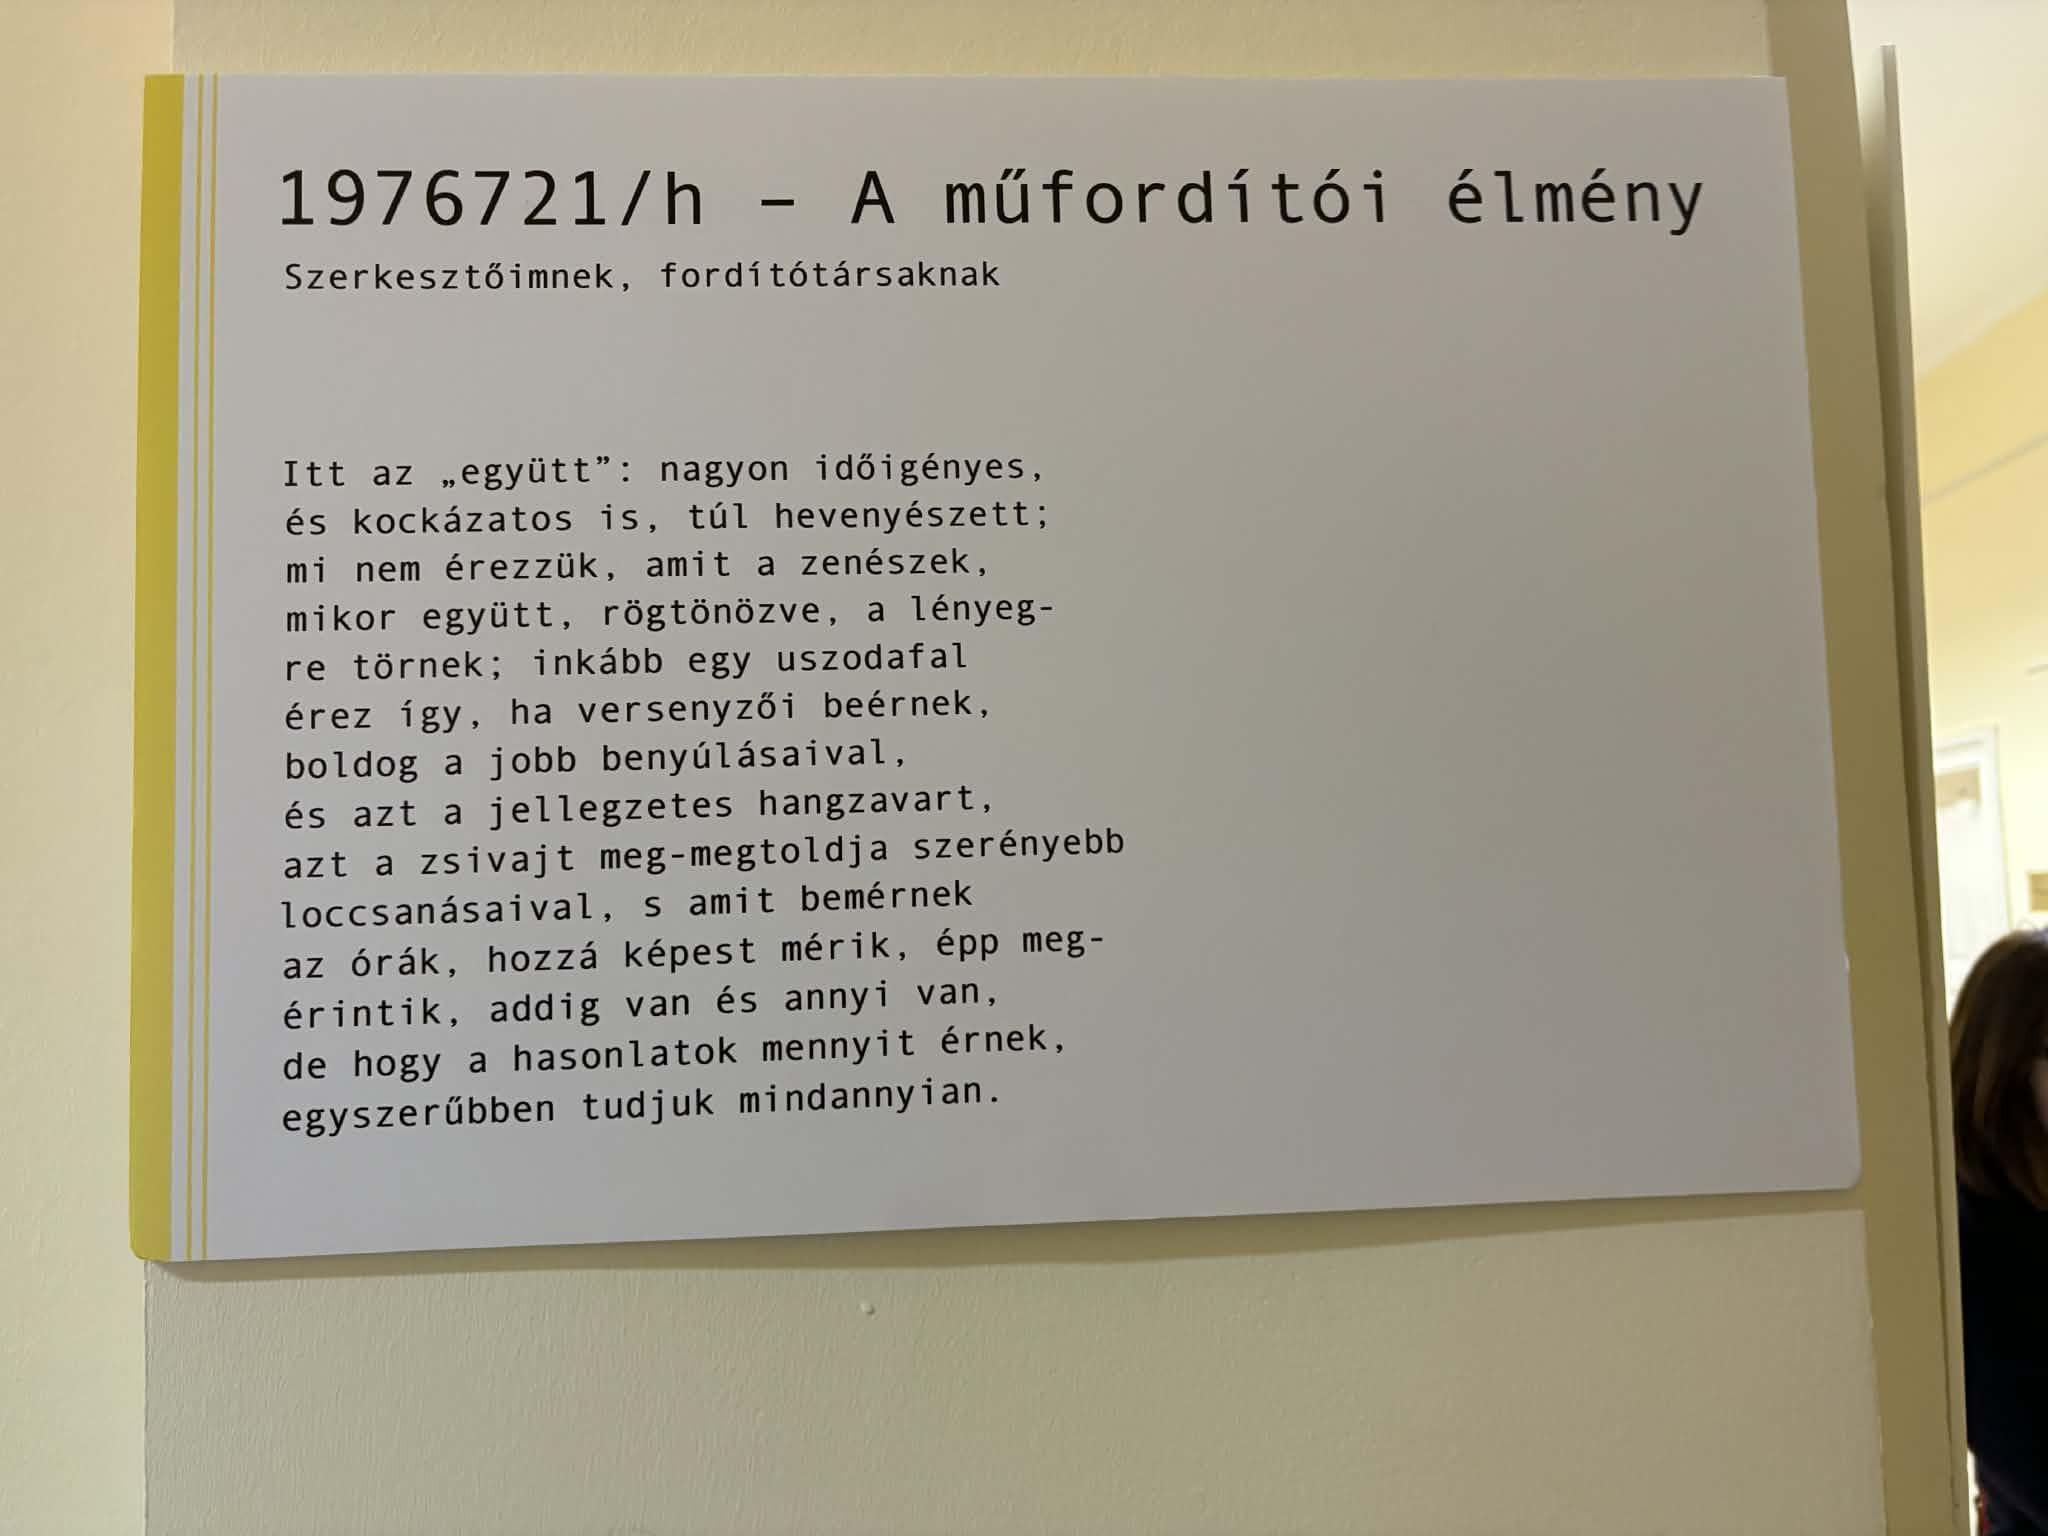 1976721/h – A műfordítói élmény
Szerkesztőimnek, fordítótársaknak
Itt az „együtt”: nagyon időigényes,
és kockázatos is, túl hevenyészett;
mi nem érezzük, amit a zenészek,
mikor együtt, rögtönözve, a lényeg-
re törnek; inkább egy uszodafal
érez így, ha versenyzői beérnek,
boldog a jobb benyúlásaival,
és azt a jellegzetes hangzavart,
azt a zsivajt meg-megtoldja szerényebb
loccsanásaival, s amit bemérnek
az órák, hozzá képest mérik, épp meg-
érintik, addig van és annyi van,
de hogy a hasonlatok mennyit érnek,
egyszerűbben tudjuk mindannyian.